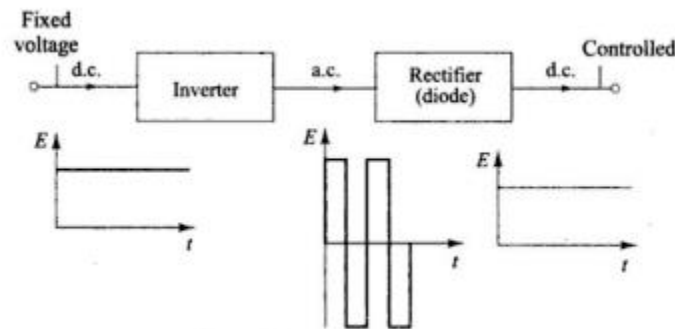 Fixed
voltage
d.c.
Inverter
a.c.
Rectifier
(diode)
d.c.
Controlled
E
t
E
t
E
t